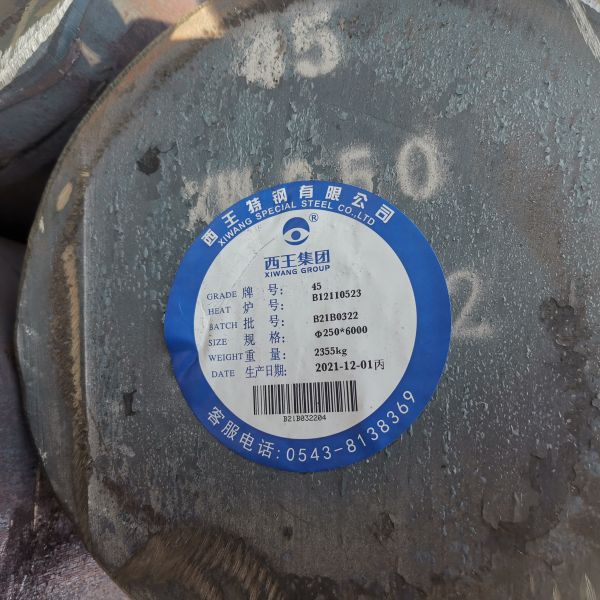 45
西王特钢有限公司
XIWANG SPECIAL STEEL CO.,LTD
®
西王集团
XIWANG GROUP
GRADE 牌 号: 45
HEAT 炉 号: B12110523
BATCH 批 号: B21B0322
SIZE 规 格: Φ250*6000
WEIGHT 重 量: 2355kg
DATE 生产日期: 2021-12-01丙
B21B032204
客服电话:0543-8138369
2